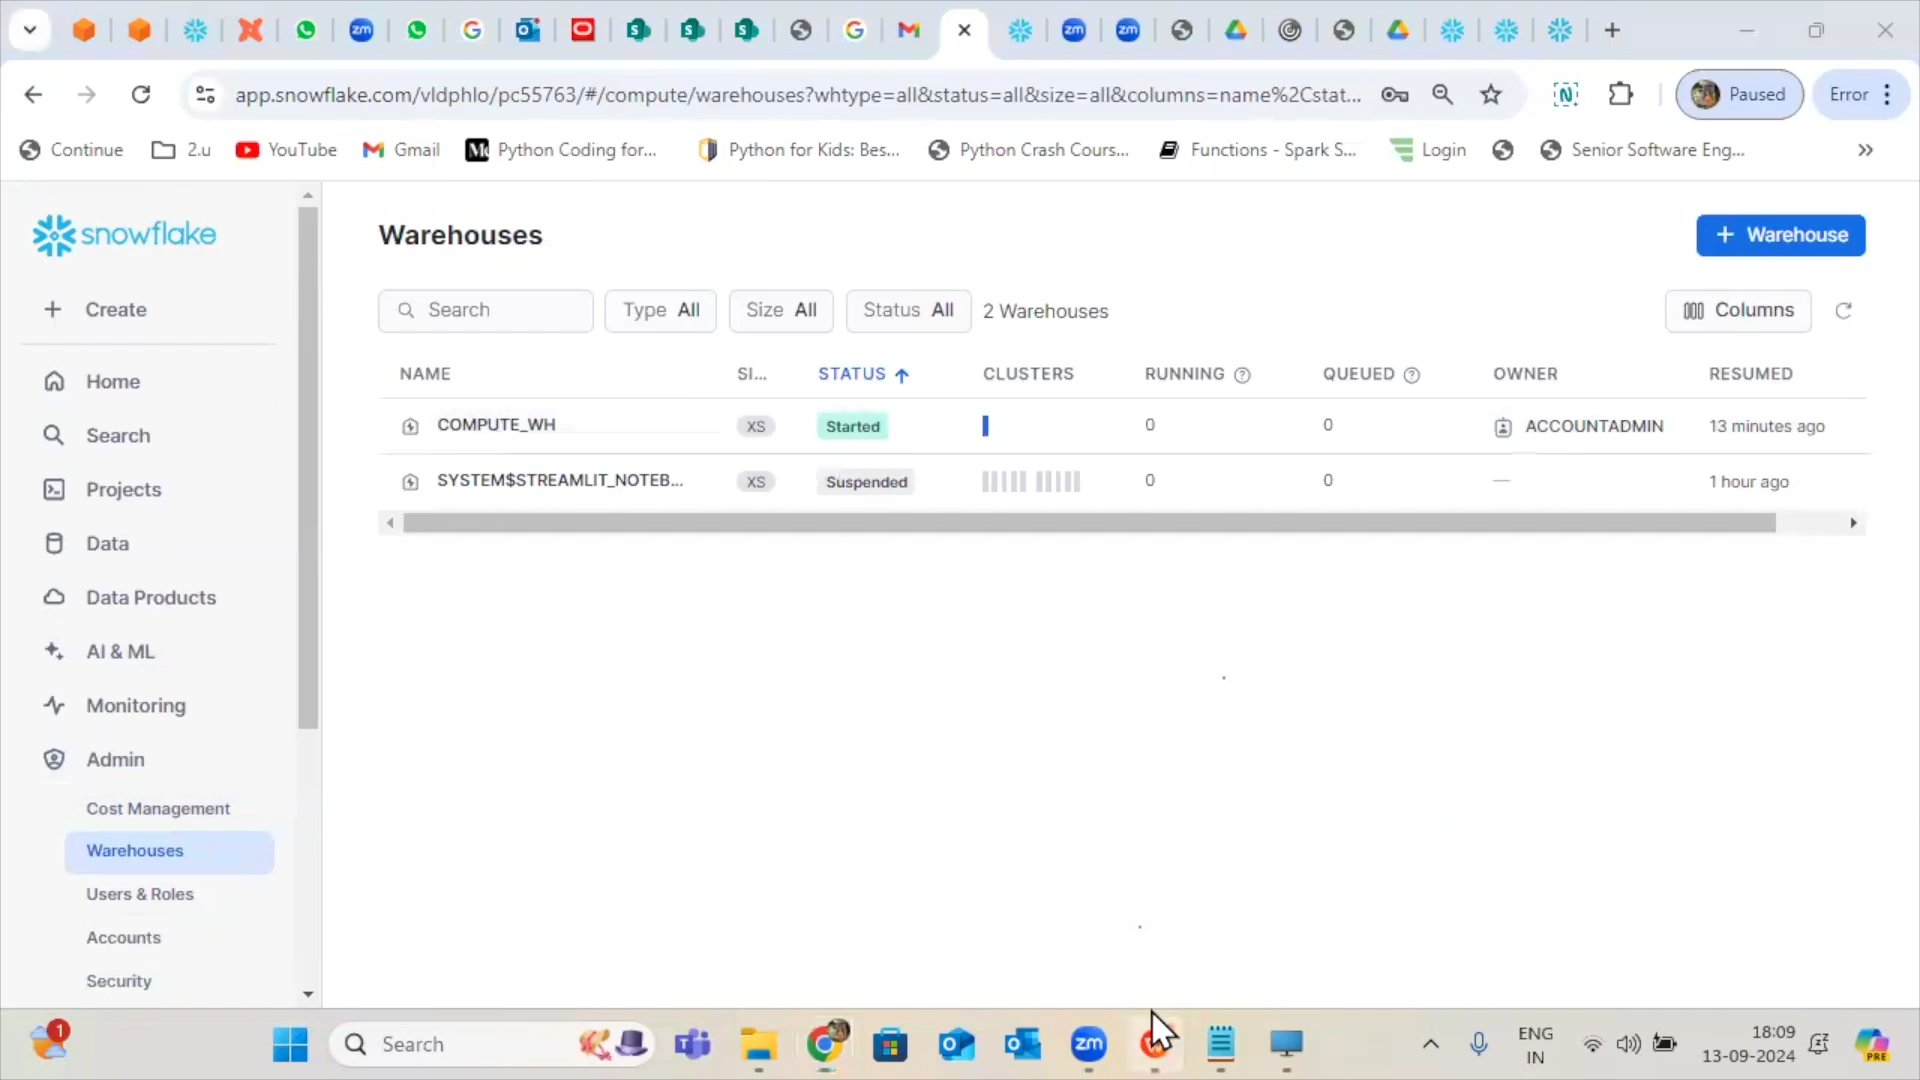 app.snowflake.com/vldphlo/pc55763/#/compute/warehouses?whtype=all&status=all&size=all&columns=name%2Cstat...
Paused
Error
Continue
2.u
YouTube
Gmail
Python Coding for...
Python for Kids: Bes...
Python Crash Cours...
Functions - Spark S...
Login
Senior Software Eng...
snowflake
Create
Home
Search
Projects
Data
Data Products
AI & ML
Monitoring
Admin
Cost Management
Warehouses
Users & Roles
Accounts
Security
Warehouses
+ Warehouse
Search
Type All
Size All
Status All
2 Warehouses
Columns
NAME SI... STATUS CLUSTERS RUNNING QUEUED OWNER RESUMED
COMPUTE_WH XS Started 0 0 ACCOUNTADMIN 13 minutes ago
SYSTEM$STREAMLIT_NOTEB... XS Suspended 0 0 — 1 hour ago
1
Search
ENG
IN
18:09
13-09-2024
PRE